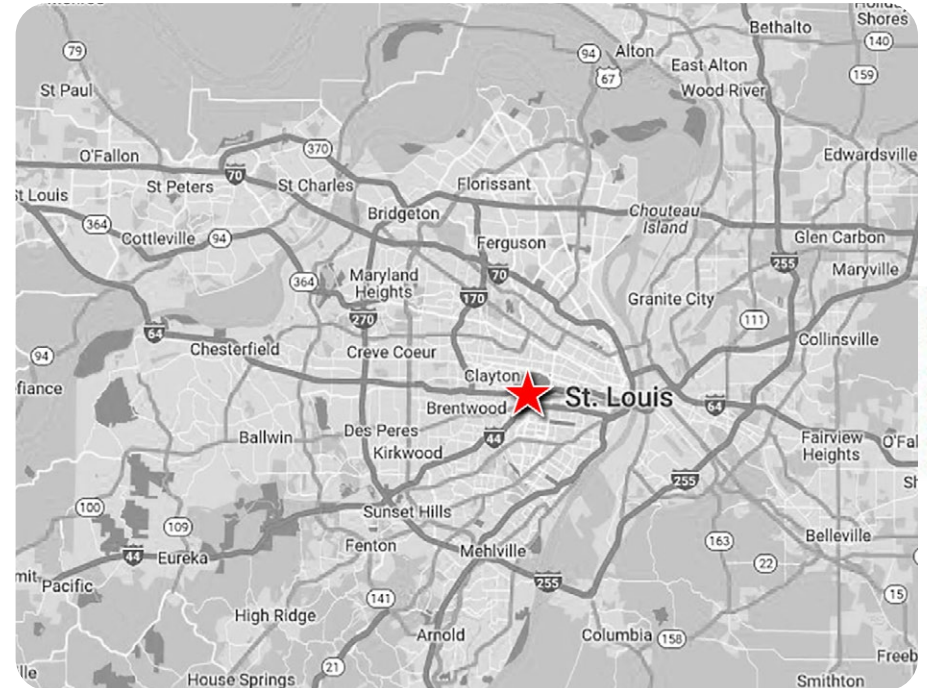 Bethalto
Shores
79
94
Alton
140
67
East Alton
159
St Paul
Wood River
O'Fallon
370
Edwardsville
70
St Peters
St Charles
Florissant
St Louis
364
Bridgeton
Chouteau
Island
Cottleville
94
Ferguson
Glen Carbon
255
Maryville
364
Maryland
Heights
70
170
Granite City
270
111
64
Collinsville
Chesterfield
Creve Coeur
94
fiance
Clayton
St. Louis
Brentwood
64
Ballwin
Des Peres
44
Fairview
Heights
O'Fal
Kirkwood
255
Sh
100
Sunset Hills
109
Belleville
Fenton
163
44
Eureka
Mehlville
22
mit
Pacific
255
141
15
High Ridge
Arnold
Columbia
158
21
Freeb
lle
House Springs
Smithton